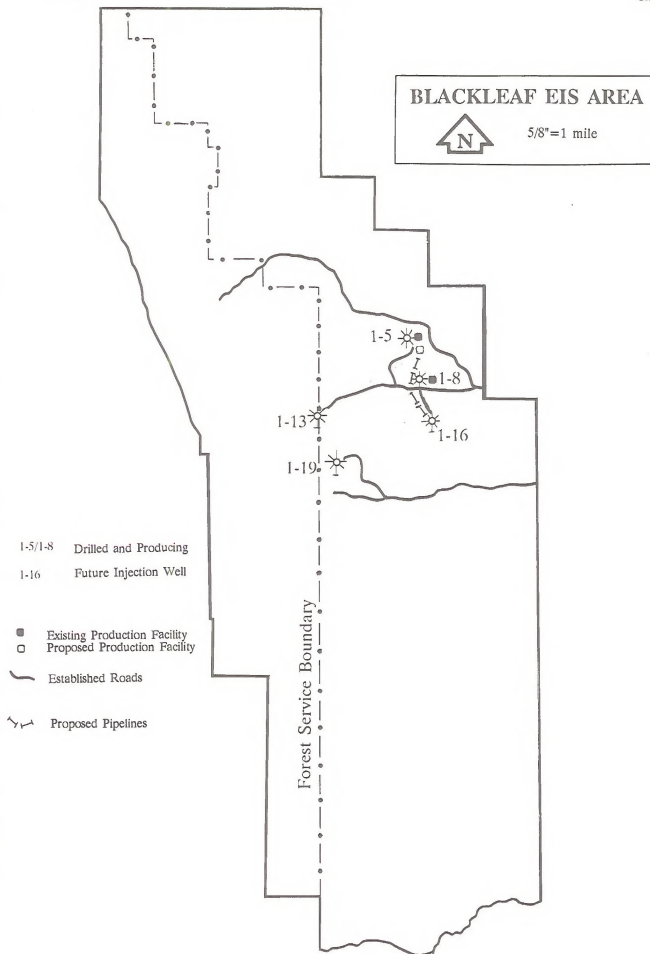 BLACKLEAF EIS AREA
N
5/8"=1 mile
1-5
1-8
1-13
1-16
1-19
1-5/1-8 Drilled and Producing
1-16 Future Injection Well
Existing Production Facility
Proposed Production Facility
Established Roads
Proposed Pipelines
Forest Service Boundary